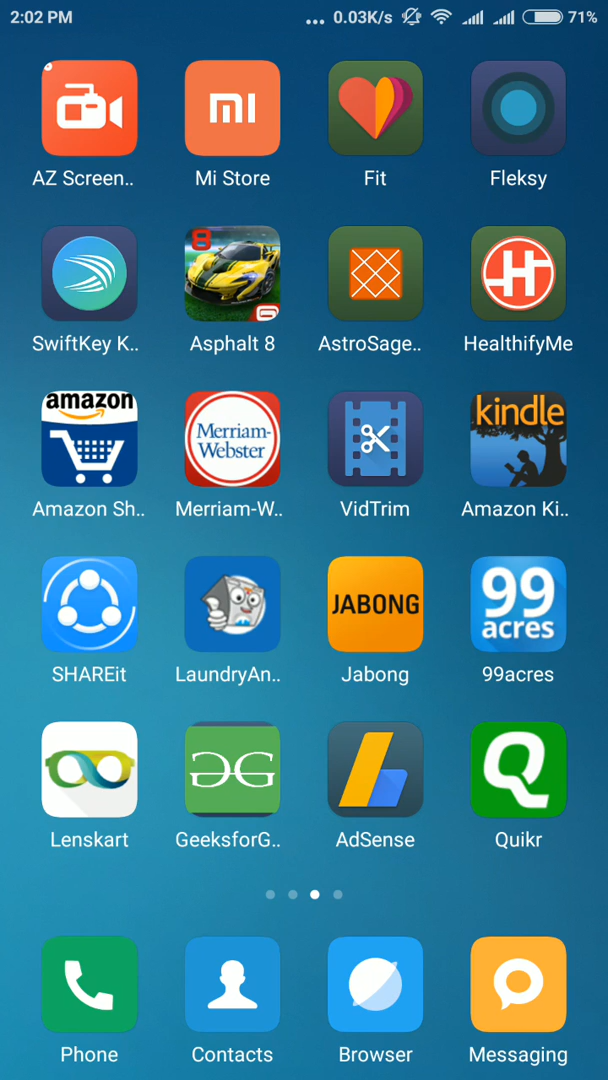 2:02 PM ... 0.03K/s 71%
AZ Screen.. Mi Store Fit Fleksy
8
SwiftKey K.. Asphalt 8 AstroSage.. HealthifyMe
amazon Merriam-Webster kindle
Amazon Sh.. Merriam-W.. VidTrim Amazon Ki..
JABONG 99 acres
SHAREit LaundryAn.. Jabong 99acres
Lenskart GeeksforG.. AdSense Quikr
Phone Contacts Browser Messaging